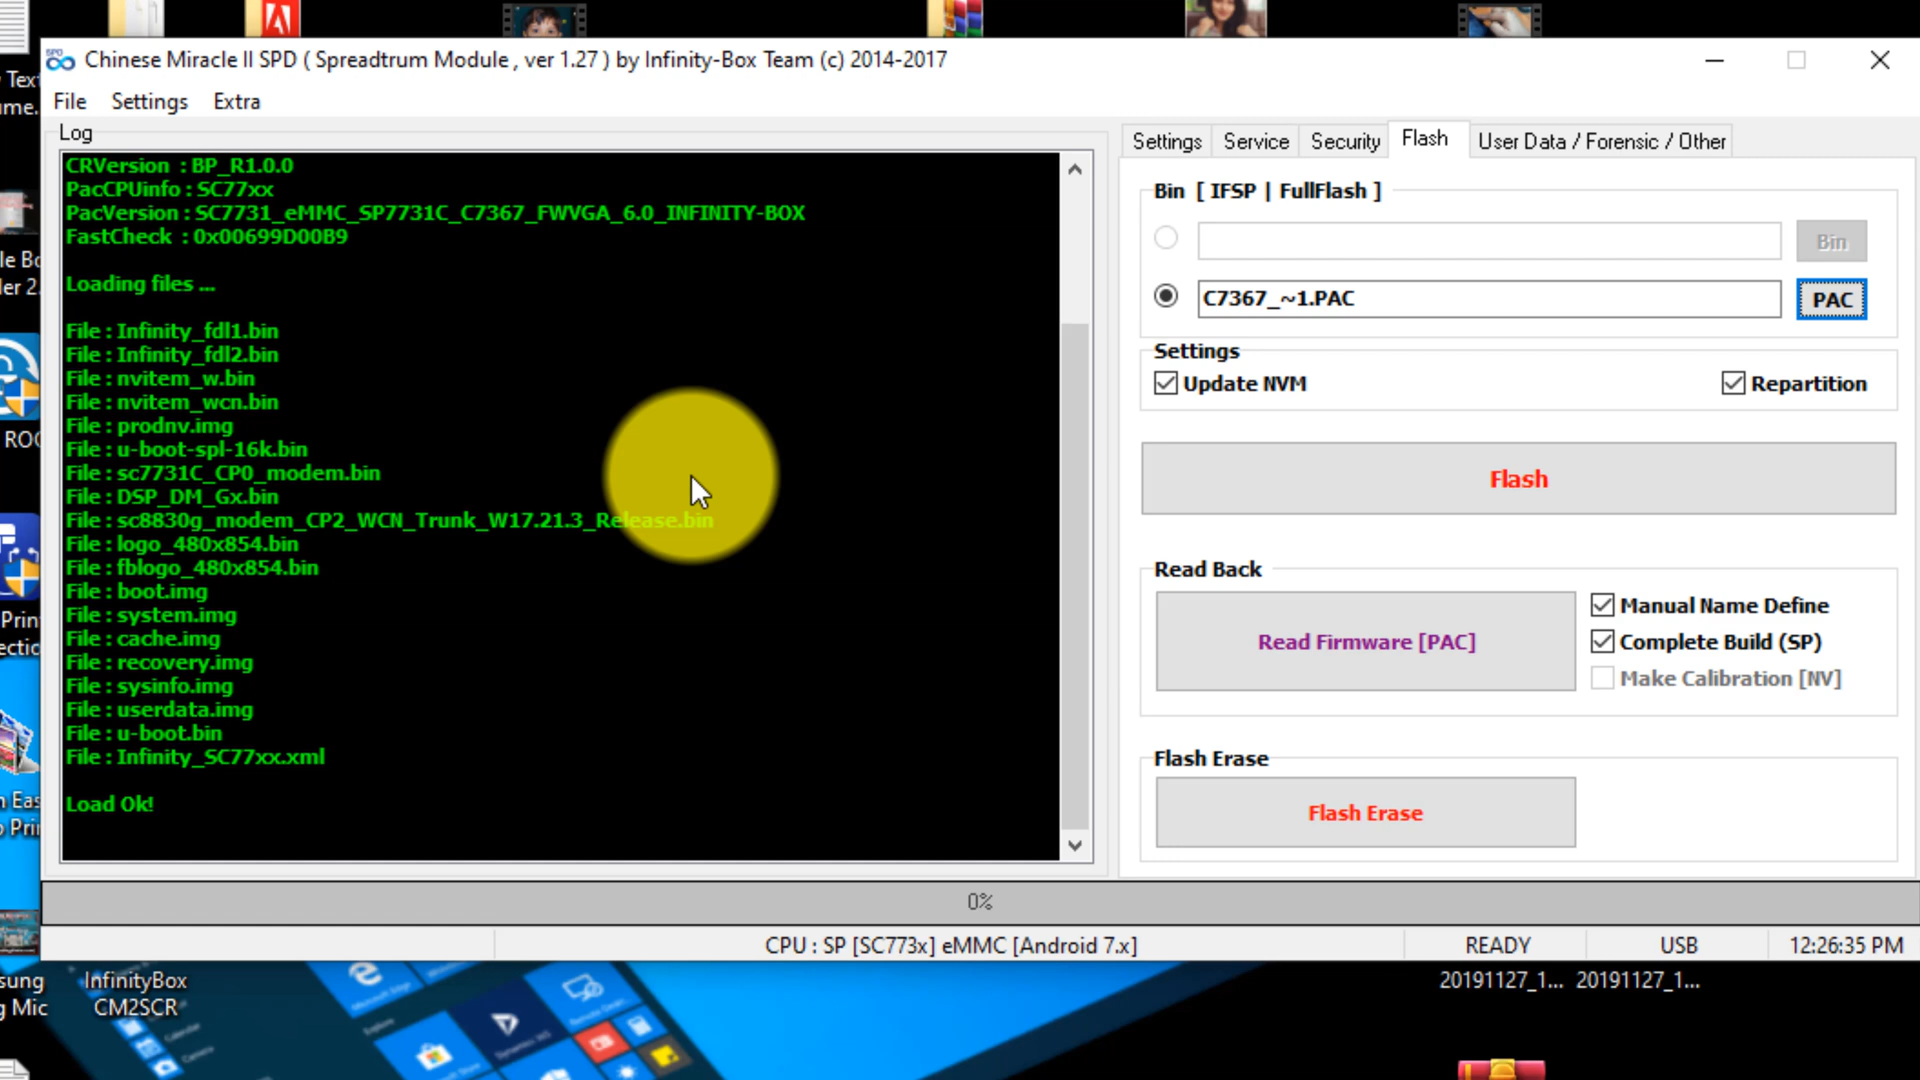 Chinese Miracle II SPD ( Spreadtrum Module , ver 1.27 ) by Infinity-Box Team (c) 2014-2017
File Settings Extra
Log
CRVersion : BP_R1.0.0
PacCPUinfo : SC77xx
PacVersion : SC7731_eMMC_SP7731C_C7367_FWVGA_6.0_INFINITY-BOX
FastCheck : 0x00699D00B9
Loading files ...
File : Infinity_fdl1.bin
File : Infinity_fdl2.bin
File : nvitem_w.bin
File : nvitem_wcn.bin
File : prodnv.img
File : u-boot-spl-16k.bin
File : sc7731C_CP0_modem.bin
File : DSP_DM_Gx.bin
File : sc8830g_modem_CP2_WCN_Trunk_W17.21.3_Release.bin
File : logo_480x854.bin
File : fblogo_480x854.bin
File : boot.img
File : system.img
File : cache.img
File : recovery.img
File : sysinfo.img
File : userdata.img
File : u-boot.bin
File : Infinity_SC77xx.xml
Load Ok!
Settings Service Security Flash User Data / Forensic / Other
Bin [ IFSP | FullFlash ]
Bin
C7367_~1.PAC PAC
Settings
Update NVM Repartition
Flash
Read Back
Read Firmware [PAC]
Manual Name Define
Complete Build (SP)
Make Calibration [NV]
Flash Erase
Flash Erase
0%
CPU : SP [SC773x] eMMC [Android 7.x] READY USB 12:26:35 PM
InfinityBox
CM2SCR
20191127_1... 20191127_1...